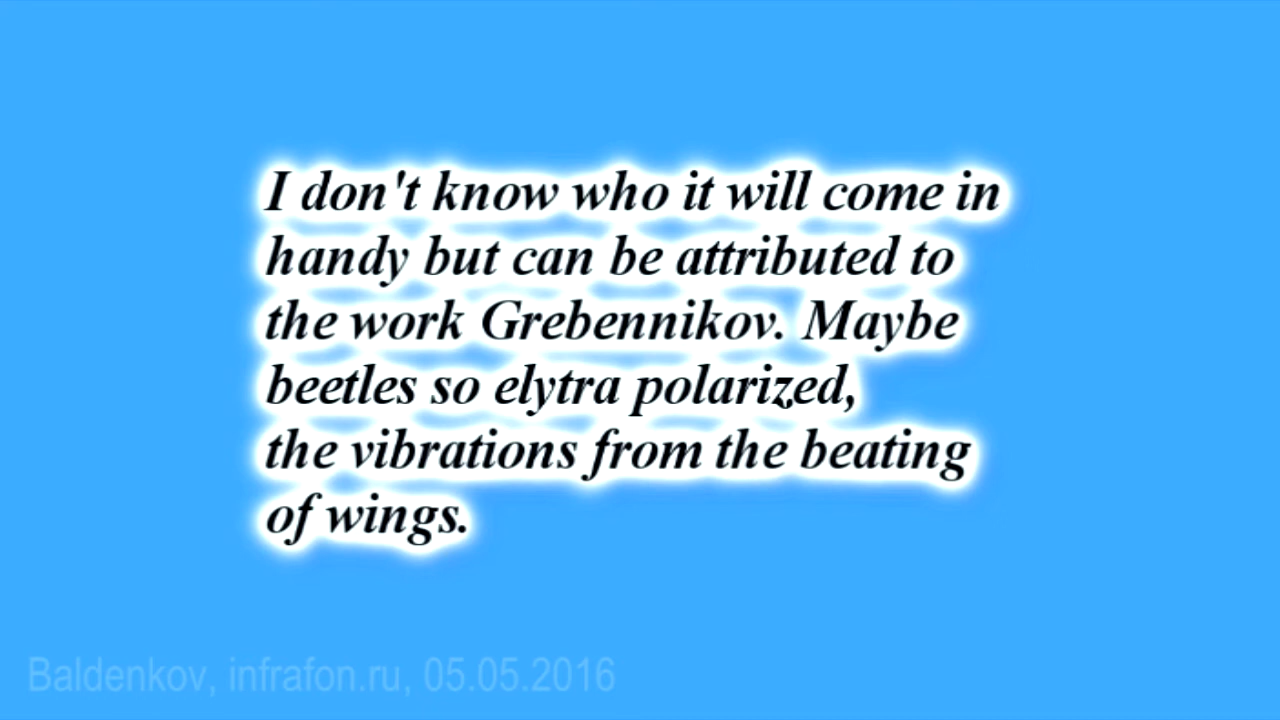 I don't know who it will come in
handy but can be attributed to
the work Grebennikov. Maybe
beetles so elytra polarized,
the vibrations from the beating
of wings.
Baldenkov, infrafon.ru, 05.05.2016